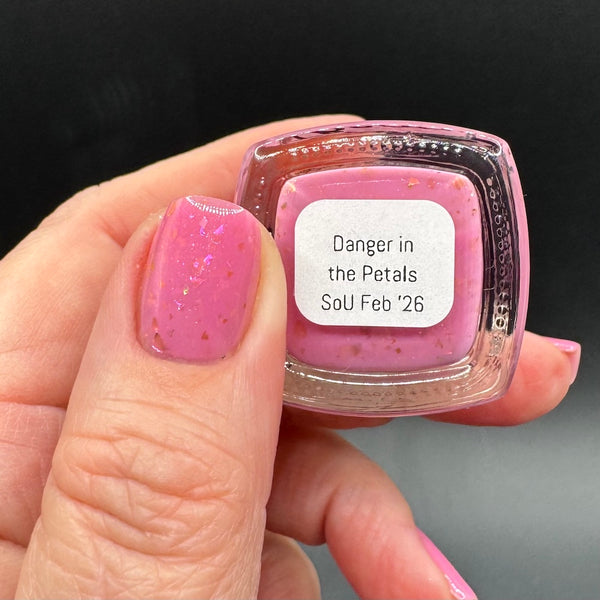 Danger in
the Petals
SoU Feb '26